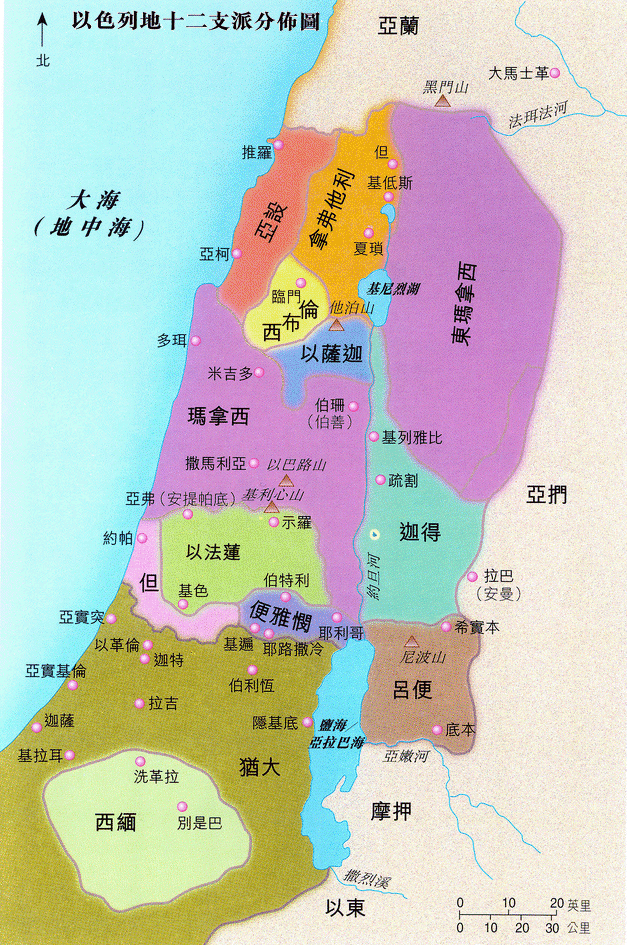 以色列地十二支派分佈圖
北
亞蘭
大馬士革
黑門山
法珥法河
推羅
但
基低斯
大海
(地中海)
亞設
拿弗他利
亞柯
夏瑣
東瑪拿西
臨門
基尼烈湖
西布倫
他泊山
多珥
以薩迦
米吉多
瑪拿西
伯珊
(伯善)
基列雅比
撒馬利亞
以巴路山
疏割
亞捫
亞弗(安提帕底)
基利心山
示羅
約帕
以法蓮
迦得
但
伯特利
約旦河
拉巴
(安曼)
基色
亞實突
便雅憫
希實本
以革倫
基遍
耶路撒冷
耶利哥
迦特
尼波山
亞實基倫
伯利恆
呂便
拉吉
迦薩
隱基底
鹽海/
亞拉巴海
底本
基拉耳
洗革拉
猶大
亞嫩河
西緬
別是巴
摩押
撒烈溪
以東
0 10 20 英里
0 10 20 30 公里